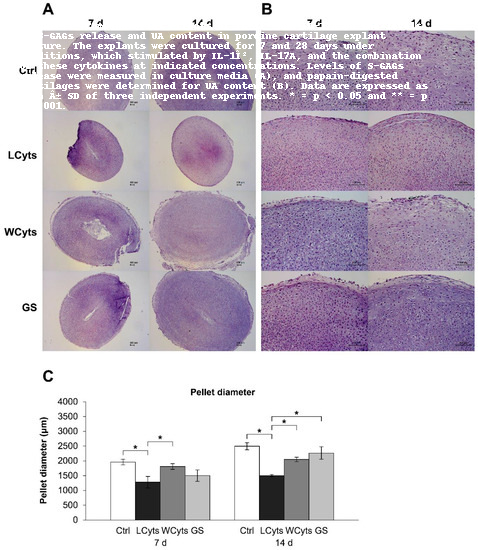 A B
7 d 14 d 7 d 14 d
S-GAGs release and UA content in porcine cartilage explant
ure. The explants were cultured for 7 and 28 days under
itions, which stimulated by IL-1β, IL-17A, and the combination
hese cytokines at indicated concentrations. Levels of S-GAGs
ase were measured in culture media (A), and papain-digested
ilages were determined for UA content (B). Data are expressed as
Â± SD of three independent experiments. * = p < 0.05 and ** = p
001.
Ctrl
LCyts
WCyts
GS
C
Pellet diameter
Pellet diameter (µm)
4000
3500
3000
2500
2000
1500
1000
500
0
* * * * *
Ctrl LCyts WCyts GS Ctrl LCyts WCyts GS
7 d 14 d